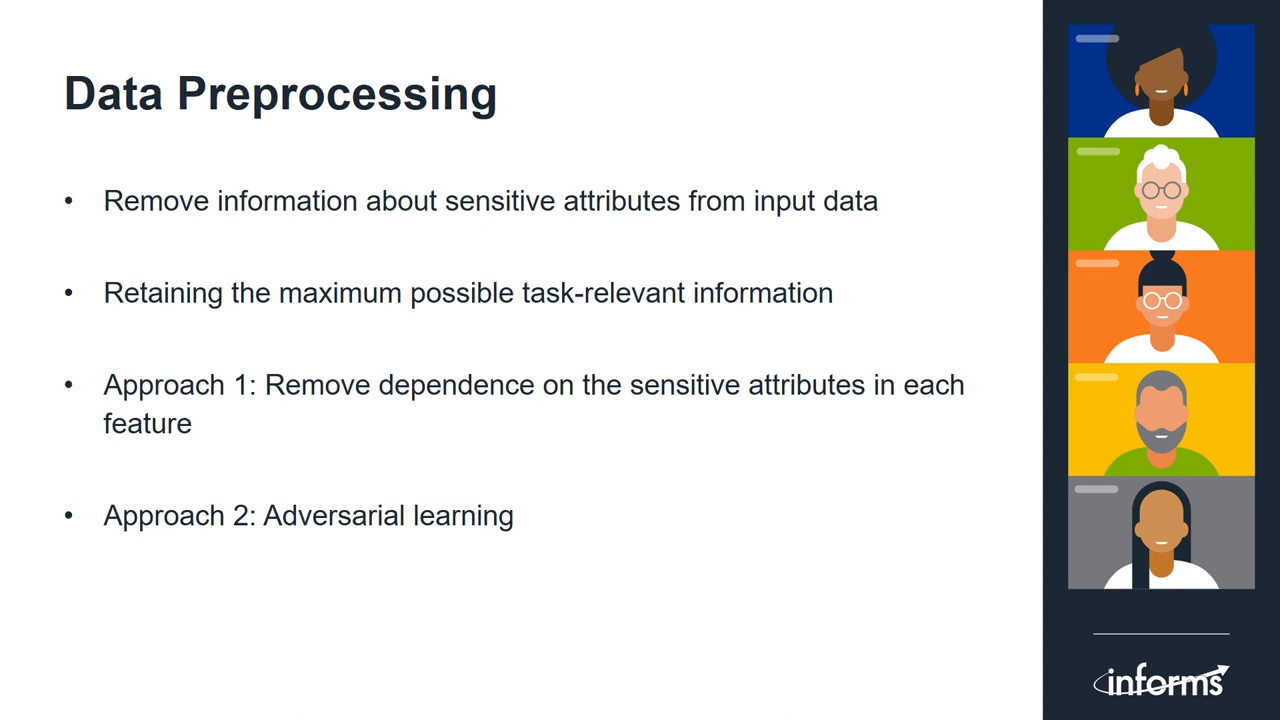 Data Preprocessing
• Remove information about sensitive attributes from input data
• Retaining the maximum possible task-relevant information
• Approach 1: Remove dependence on the sensitive attributes in each
feature
• Approach 2: Adversarial learning
informs